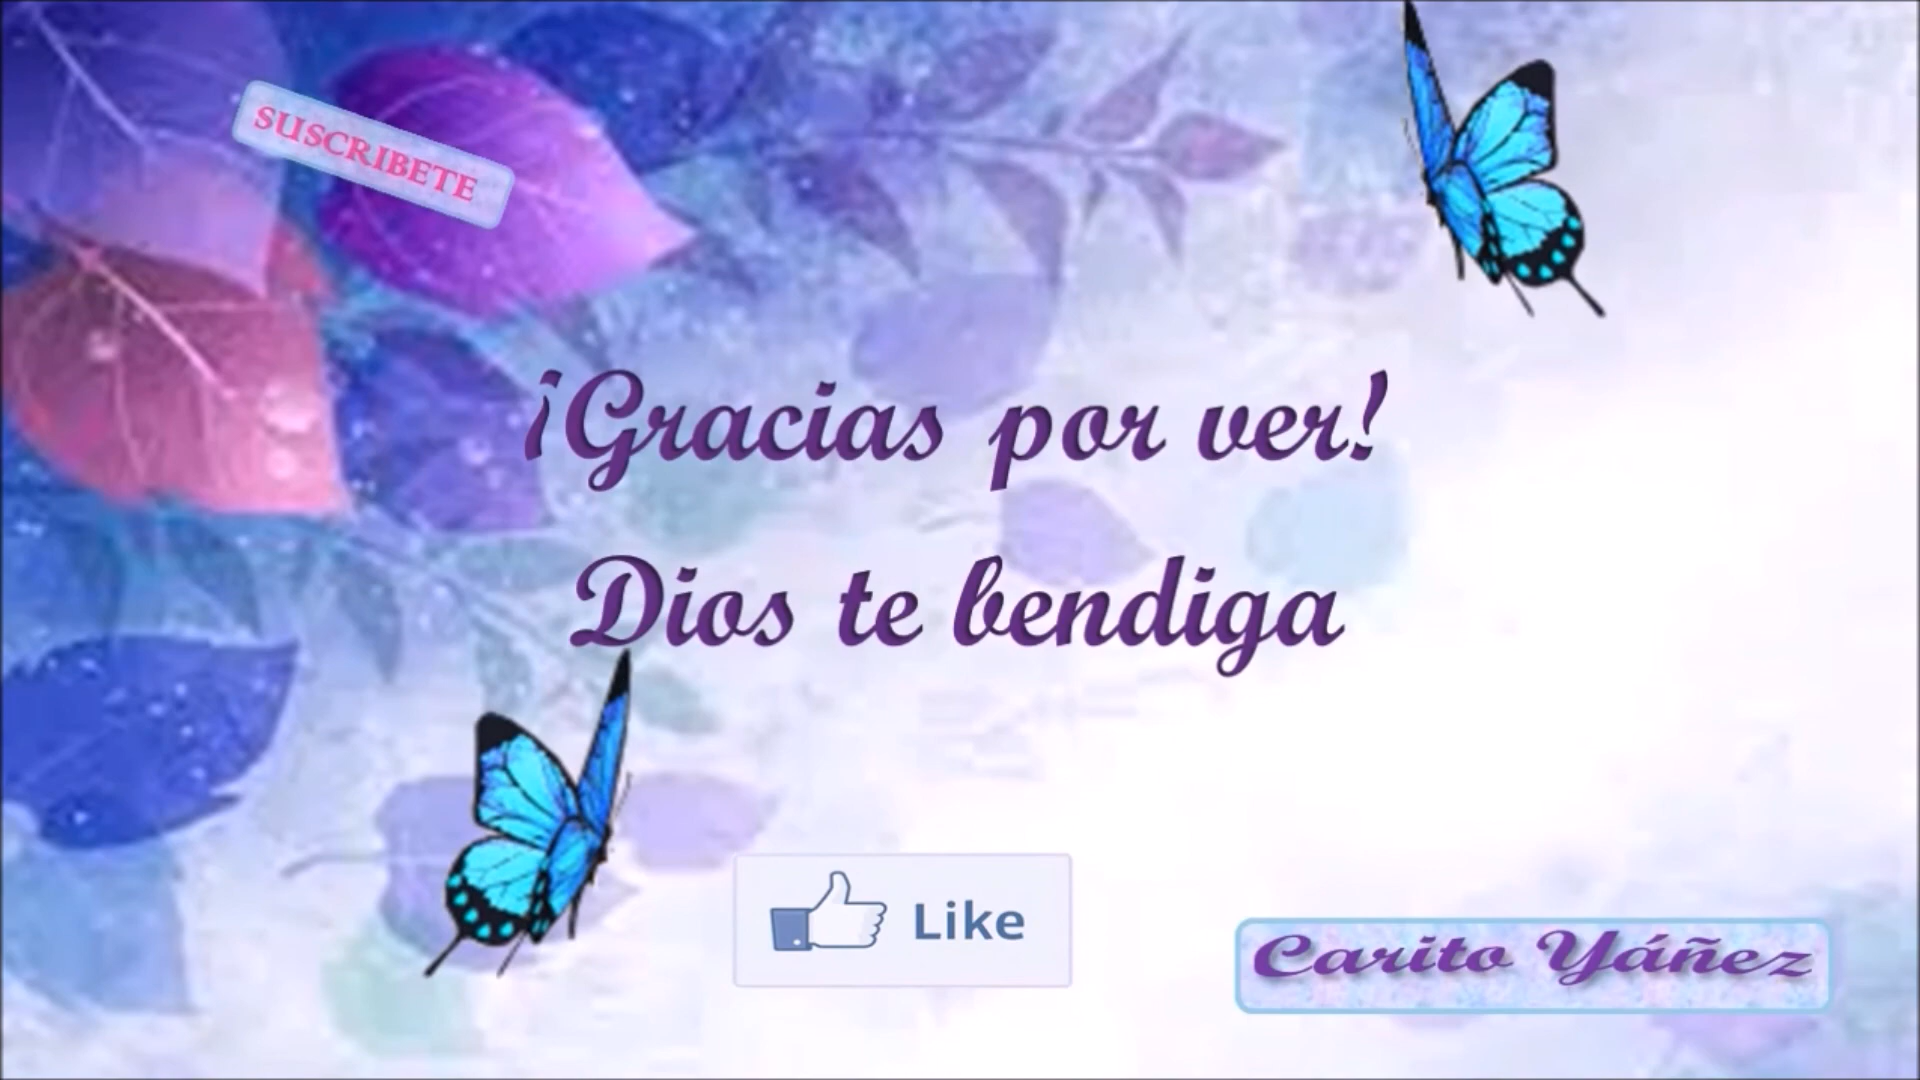 SUSCRIBETE
¡Gracias por ver!
Dios te bendiga
Like
Carito Yáñez